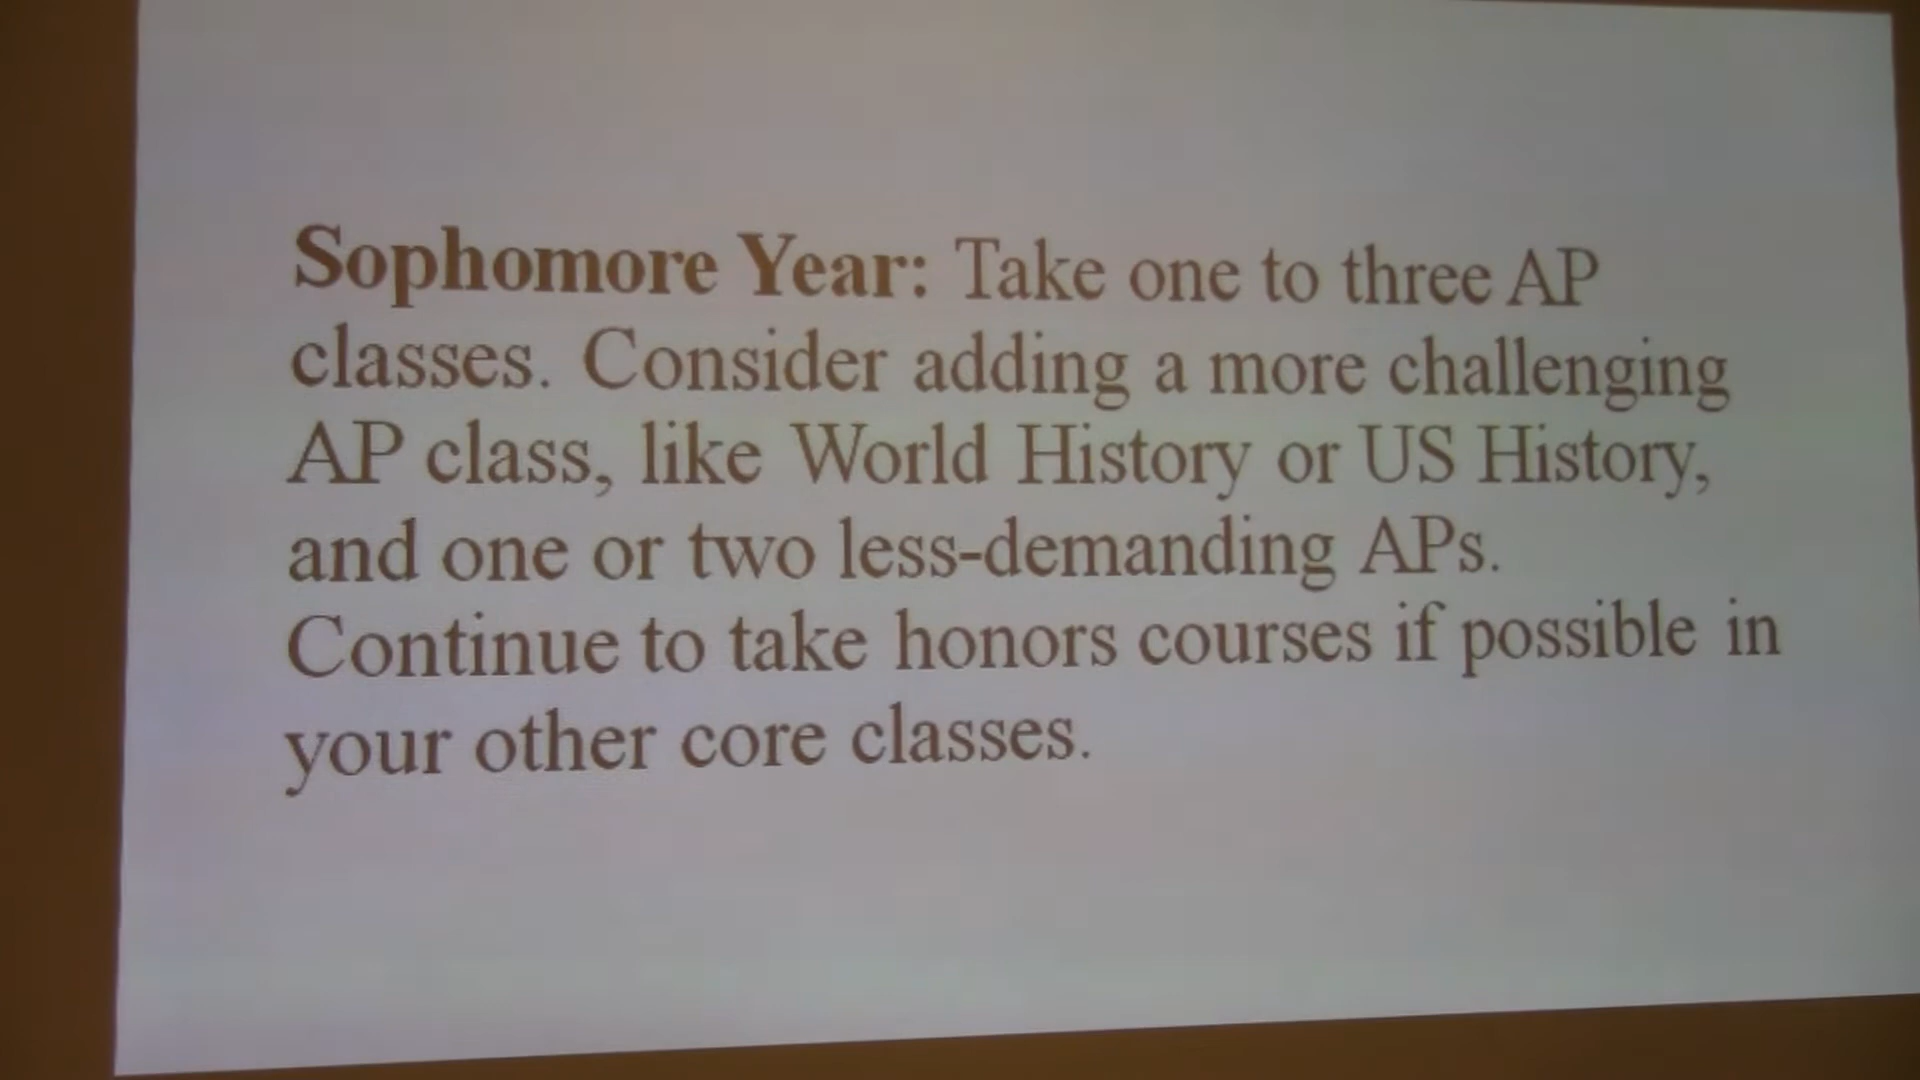 Sophomore Year: Take one to three AP
classes. Consider adding a more challenging
AP class, like World History or US History,
and one or two less-demanding APs.
Continue to take honors courses if possible in
your other core classes.